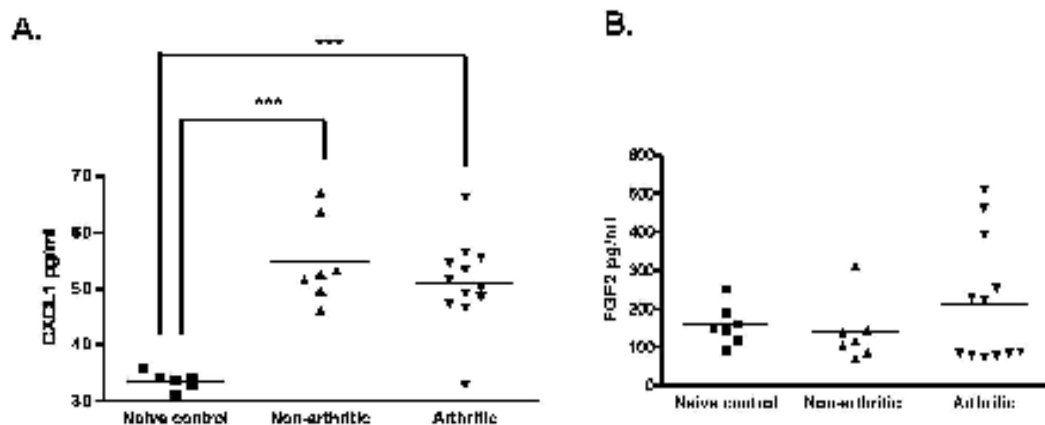 A.
B.
***
***
70
60
50
40
30
CXCL1 pg/ml
Naive control
Non-arthritic
Arthritic
600
500
400
300
200
100
0
FGF2 pg/ml
Naive control
Non-arthritic
Arthritic